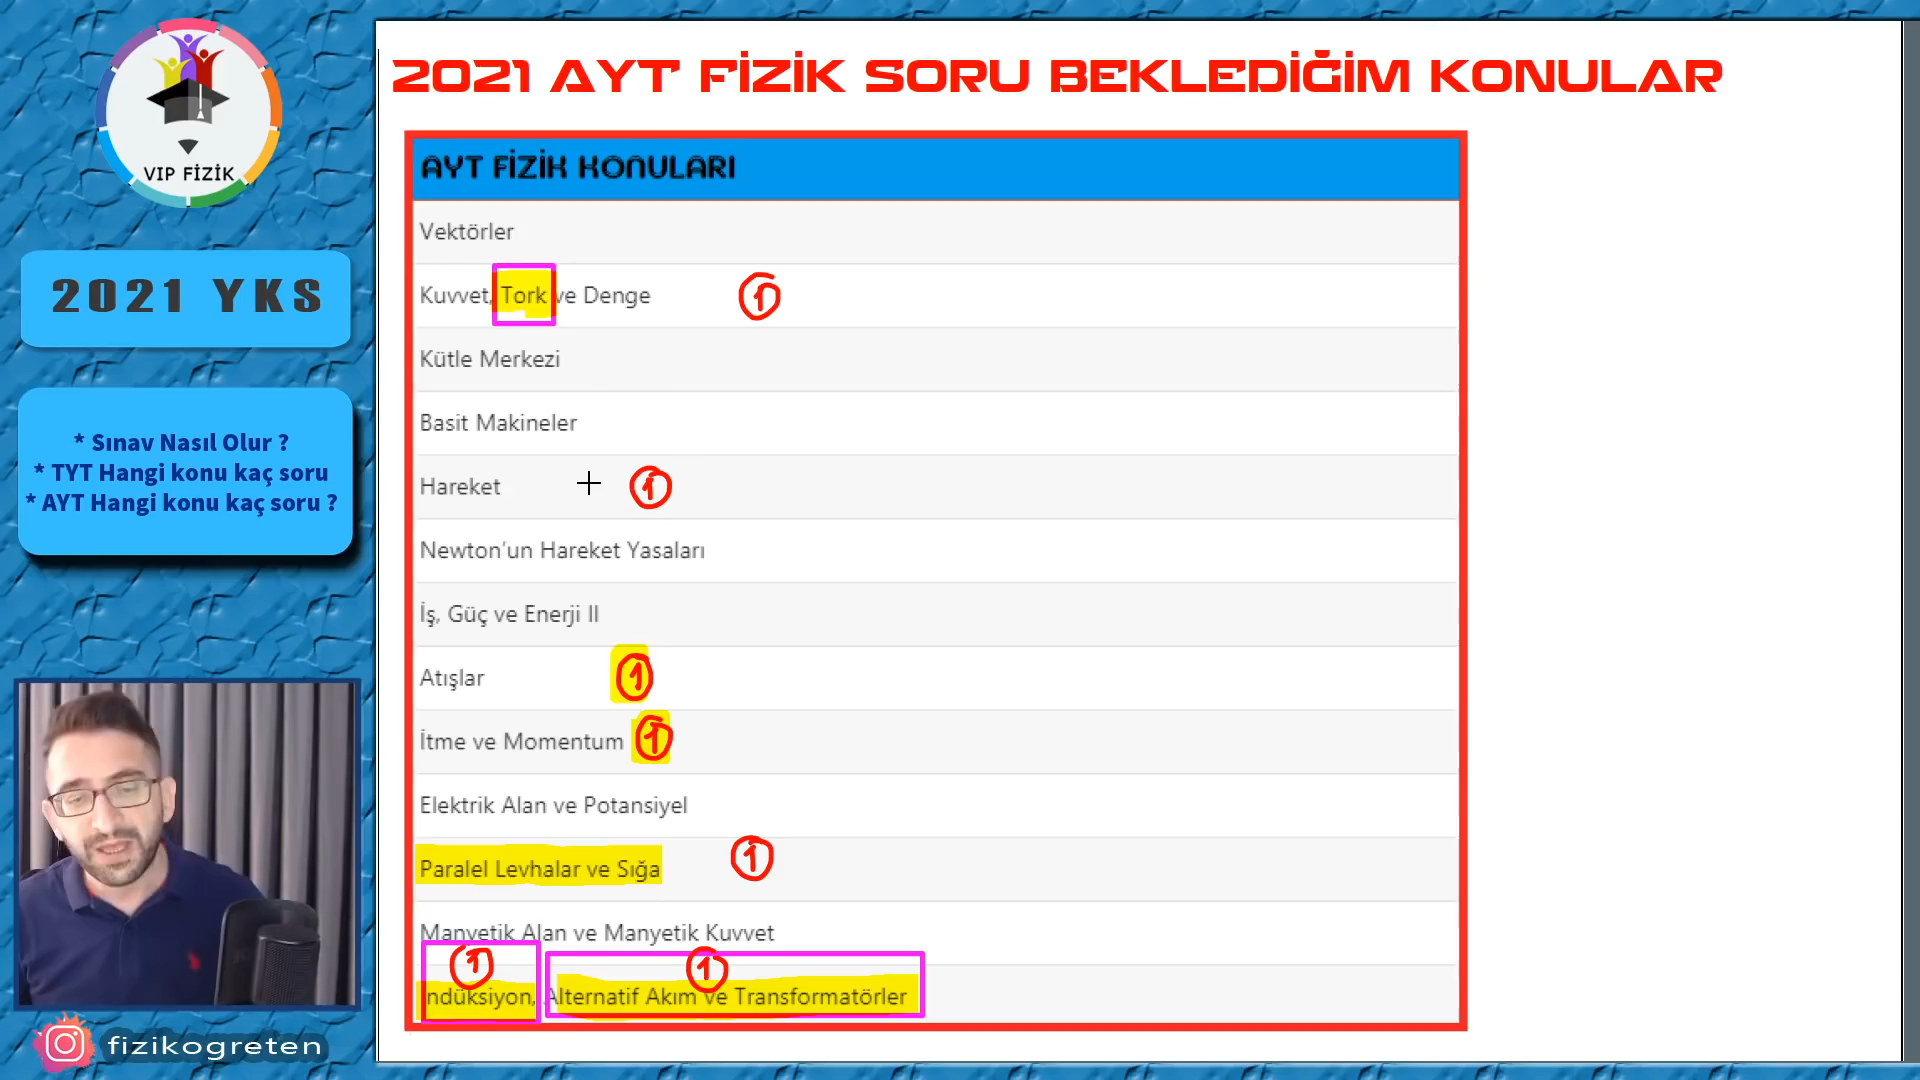 VIP FİZİK
2021 YKS
* Sınav Nasıl Olur ?
* TYT Hangi konu kaç soru
* AYT Hangi konu kaç soru ?
fizikogreten
2021 AYT FİZİK SORU BEKLEDİĞİM KONULAR
AYT FİZİK KONULARI
Vektörler
Kuvvet, Tork ve Denge 1
Kütle Merkezi
Basit Makineler
Hareket 1
Newton’un Hareket Yasaları
İş, Güç ve Enerji II
Atışlar 1
İtme ve Momentum 1
Elektrik Alan ve Potansiyel
Paralel Levhalar ve Sığa 1
Manyetik Alan ve Manyetik Kuvvet
1 1
İndüksiyon, Alternatif Akım ve Transformatörler